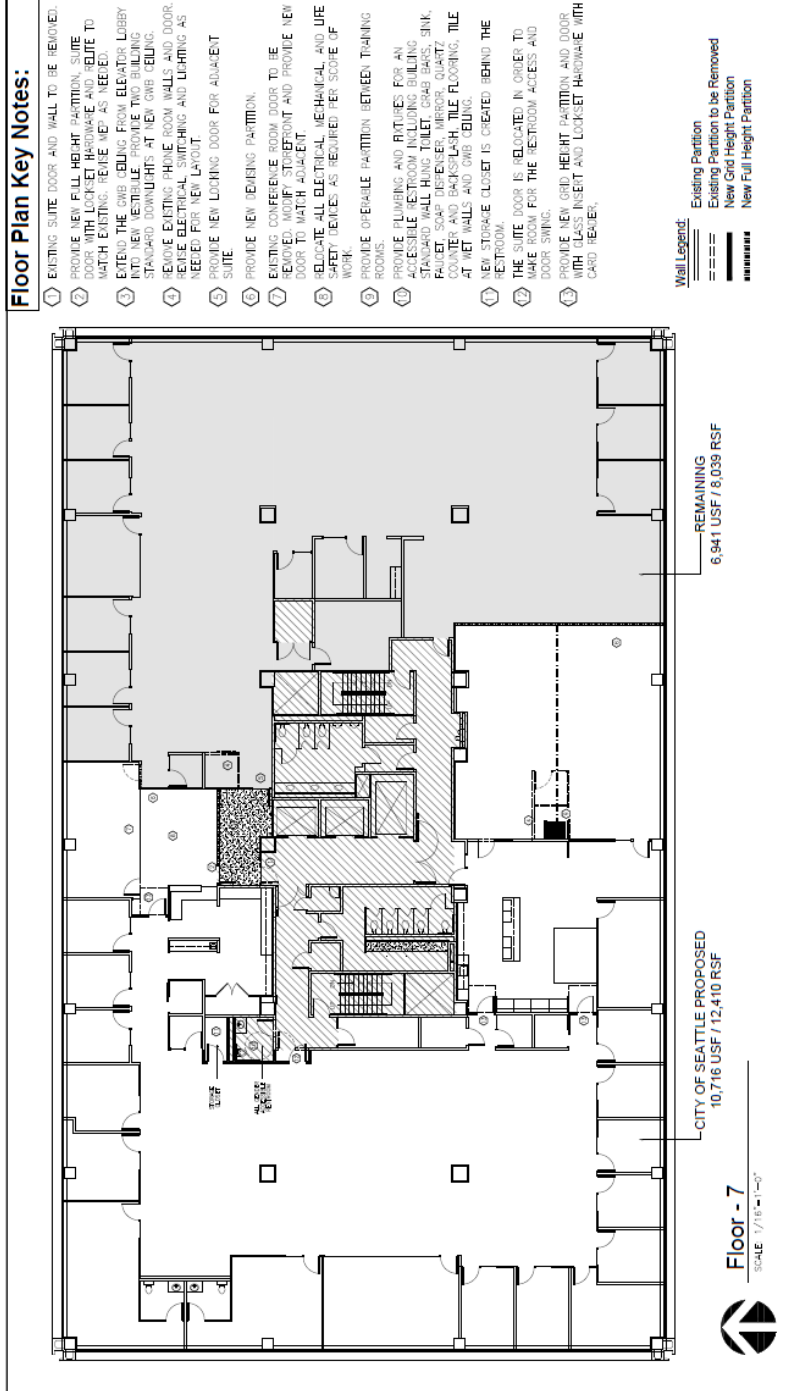 Floor Plan Key Notes:
1 EXISTING SUITE DOOR AND WALL TO BE REMOVED.
2 PROVIDE NEW FULL HEIGHT PARTITION, SUITE
DOOR WITH LOCKSET HARDWARE AND RELITE TO
MATCH EXISTING. REVISE MEP AS NEEDED.
3 EXTEND THE GWB CEILING FROM ELEVATOR LOBBY
INTO NEW VESTIBULE. PROVIDE TWO BUILDING
STANDARD DOWNLIGHTS AT NEW GWB CEILING.
4 REMOVE EXISTING PHONE ROOM WALLS AND DOOR.
REVISE ELECTRICAL, SWITCHING AND LIGHTING AS
NEEDED FOR NEW LAYOUT.
5 PROVIDE NEW LOCKING DOOR FOR ADJACENT
SUITE.
6 PROVIDE NEW DEMISING PARTITION.
7 EXISTING CONFERENCE ROOM DOOR TO BE
REMOVED. MODIFY STOREFRONT AND PROVIDE NEW
DOOR TO MATCH ADJACENT.
8 RELOCATE ALL ELECTRICAL, MECHANICAL, AND LIFE
SAFETY DEVICES AS REQUIRED PER SCOPE OF
WORK.
9 PROVIDE OPERABLE PARTITION BETWEEN TRAINING
ROOMS.
10 PROVIDE PLUMBING AND FIXTURES FOR AN
ACCESSIBLE RESTROOM INCLUDING BUILDING
STANDARD WALL HUNG TOILET, GRAB BARS, SINK,
FAUCET, SOAP DISPENSER, MIRROR, QUARTZ
COUNTER AND BACKSPLASH, TILE FLOORING, TILE
AT WET WALLS AND GWB CEILING.
11 NEW STORAGE CLOSET IS CREATED BEHIND THE
RESTROOM.
12 THE SUITE DOOR IS RELOCATED IN ORDER TO
MAKE ROOM FOR THE RESTROOM ACCESS AND
DOOR SWING.
13 PROVIDE NEW GRID HEIGHT PARTITION AND DOOR
WITH GLASS INSERT AND LOCKSET HARDWARE WITH
CARD READER.
Wall Legend:
Existing Partition
Existing Partition to be Removed
New Grid Height Partition
New Full Height Partition
STORAGE
CLOSET
ALL GENDER
ACCESSIBLE
RESTROOM
REMAINING
6,941 USF / 8,039 RSF
CITY OF SEATTLE PROPOSED
10,716 USF / 12,410 RSF
Floor - 7
SCALE: 1/16"=1'-0"